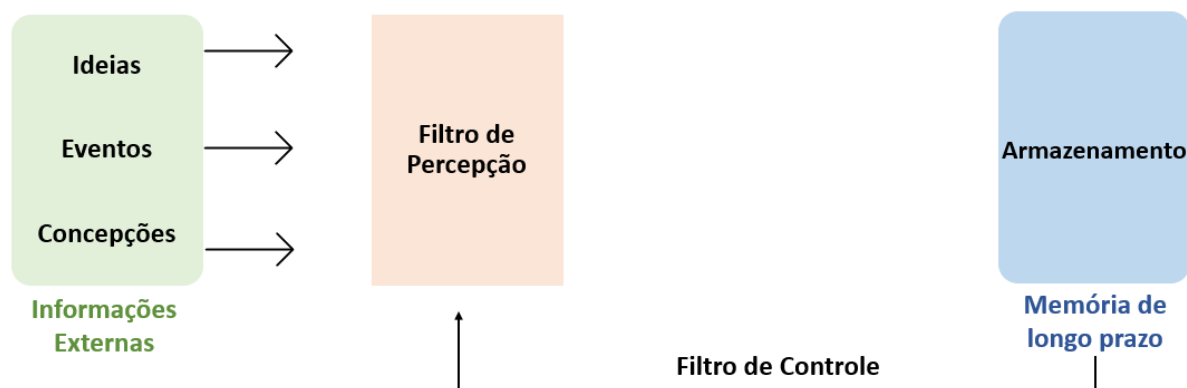 Ideias
Eventos
Concepções
Informações
Externas
Filtro de
Percepção
Filtro de Controle
Armazenamento
Memória de
longo prazo